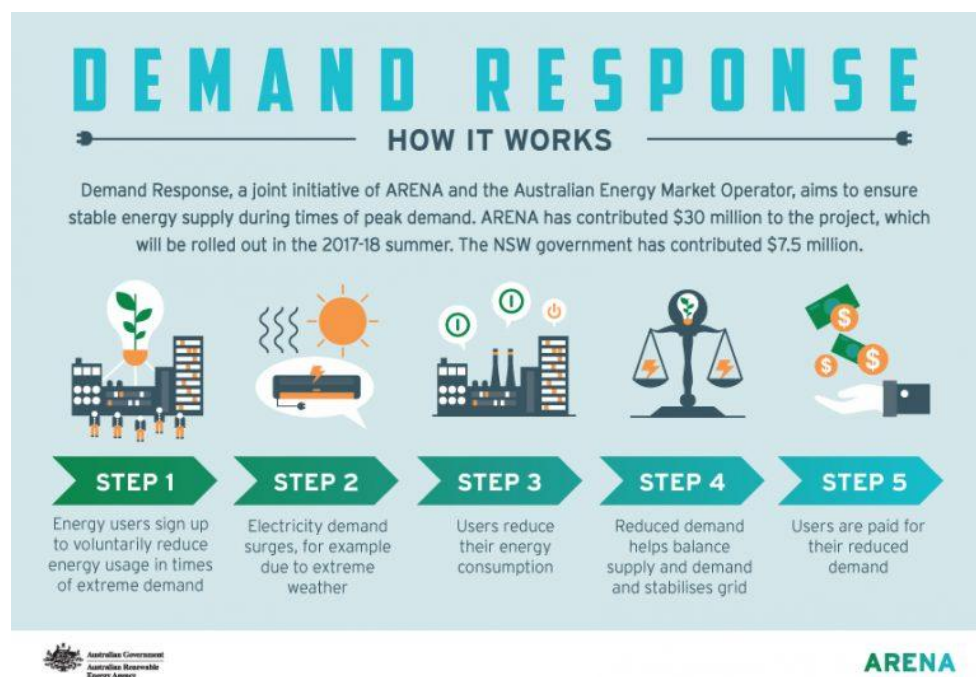 DEMAND RESPONSE
HOW IT WORKS
Demand Response, a joint initiative of ARENA and the Australian Energy Market Operator, aims to ensure
stable energy supply during times of peak demand. ARENA has contributed $30 million to the project, which
will be rolled out in the 2017-18 summer. The NSW government has contributed $7.5 million.
$
$
$
STEP 1
Energy users sign up
to voluntarily reduce
energy usage in times
of extreme demand
STEP 2
Electricity demand
surges, for example
due to extreme
weather
STEP 3
Users reduce
their energy
consumption
STEP 4
Reduced demand
helps balance
supply and demand
and stabilises grid
STEP 5
Users are paid for
their reduced
demand
Australian Government
Australian Renewable
Energy Agency
ARENA